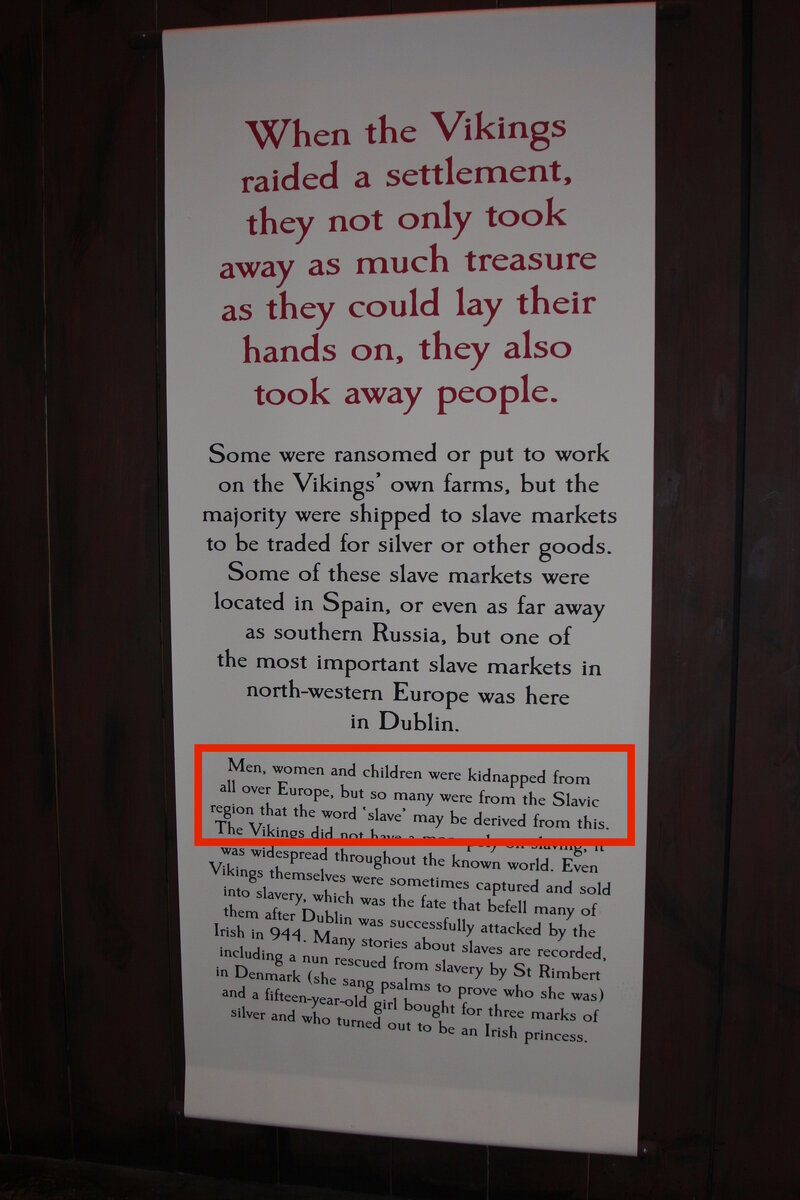 When the Vikings
raided a settlement,
they not only took
away as much treasure
as they could lay their
hands on, they also
took away people.
Some were ransomed or put to work
on the Vikings' own farms, but the
majority were shipped to slave markets
to be traded for silver or other goods.
Some of these slave markets were
located in Spain, or even as far away
as southern Russia, but one of
the most important slave markets in
north-western Europe was here
in Dublin.
Men, women and children were kidnapped from
all over Europe, but so many were from the Slavic
region that the word 'slave' may be derived from this.
The Vikings did not have a on slaving, it
was widespread throughout the known world. Even
Vikings themselves were sometimes captured and sold
into slavery, which was the fate that befell many of
them after Dublin was successfully attacked by the
Irish in 944. Many stories about slaves are recorded,
including a nun rescued from slavery by St Rimbert
in Denmark (she sang psalms to prove who she was)
and a fifteen-year-old girl bought for three marks of
silver and who turned out to be an Irish princess.